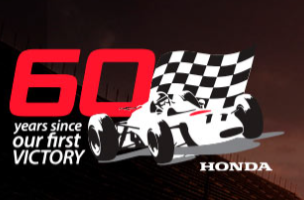 60
years since
our first
VICTORY
HONDA